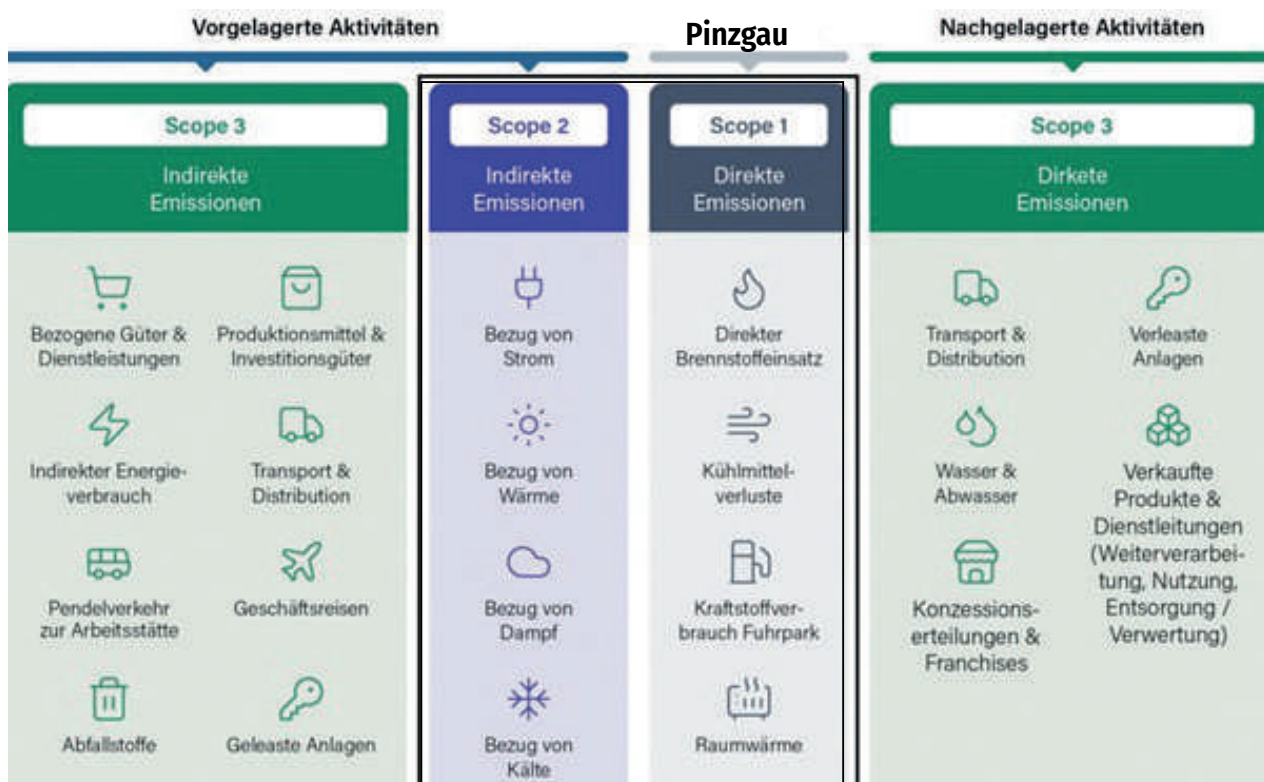 Vorgelagerte Aktivitäten
Pinzgau
Nachgelagerte Aktivitäten
Scope 3
Indirekte
Emissionen
Bezogene Güter &
Dienstleistungen
Produktionsmittel &
Investitionsgüter
Indirekter Energie-
verbrauch
Transport &
Distribution
Pendelverkehr
zur Arbeitsstätte
Geschäftsreisen
Abfallstoffe
Geleaste Anlagen
Scope 2
Indirekte
Emissionen
Bezug von
Strom
Bezug von
Wärme
Bezug von
Dampf
Bezug von
Kälte
Scope 1
Direkte
Emissionen
Direkter
Brennstoffeinsatz
Kühlmittel-
verluste
Kraftstoffver-
brauch Fuhrpark
Raumwärme
Scope 3
Dirkete
Emissionen
Transport &
Distribution
Verleaste
Anlagen
Wasser &
Abwasser
Verkaufte
Produkte &
Dienstleitungen
(Weiterverarbei-
tung, Nutzung,
Entsorgung /
Verwertung)
Konzessions-
erteilungen &
Franchises